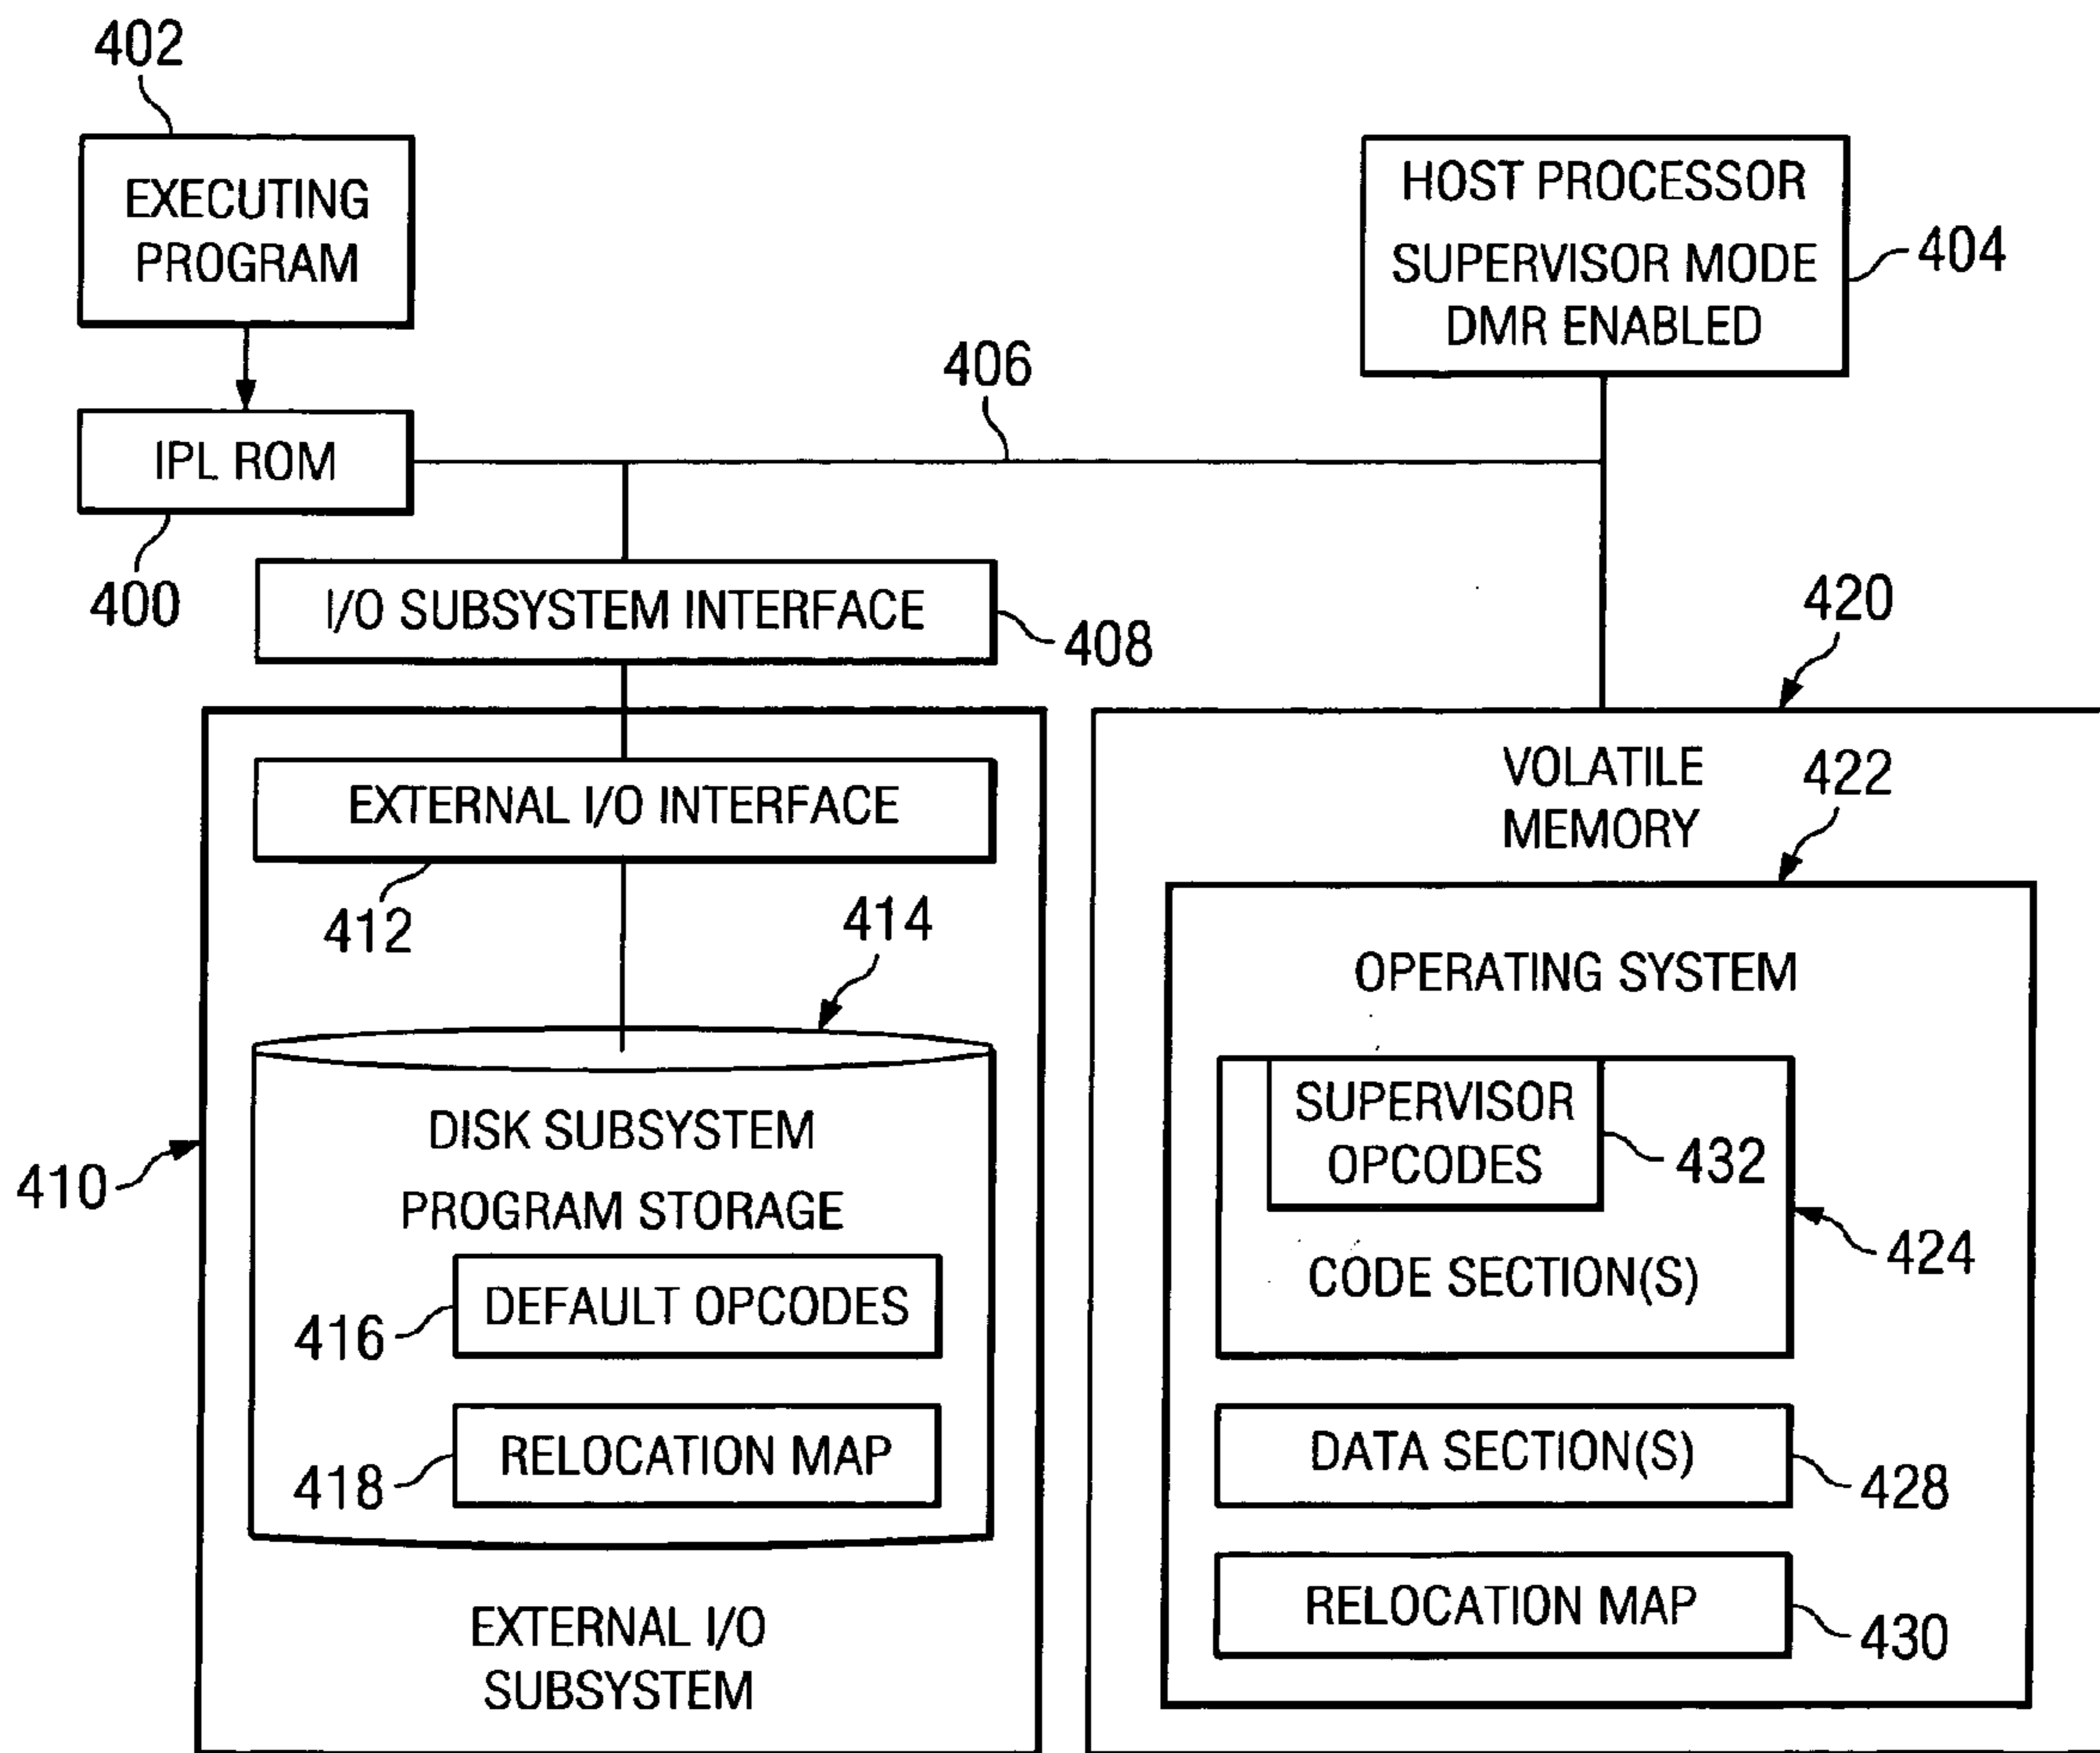 402
EXECUTING
PROGRAM
HOST PROCESSOR
SUPERVISOR MODE
DMR ENABLED
404
406
IPL ROM
400
I/O SUBSYSTEM INTERFACE
408
420
EXTERNAL I/O INTERFACE
412
414
DISK SUBSYSTEM
PROGRAM STORAGE
410
DEFAULT OPCODES
416
RELOCATION MAP
418
EXTERNAL I/O
SUBSYSTEM
VOLATILE
MEMORY
422
OPERATING SYSTEM
SUPERVISOR
OPCODES
432
424
CODE SECTION(S)
DATA SECTION(S)
428
RELOCATION MAP
430